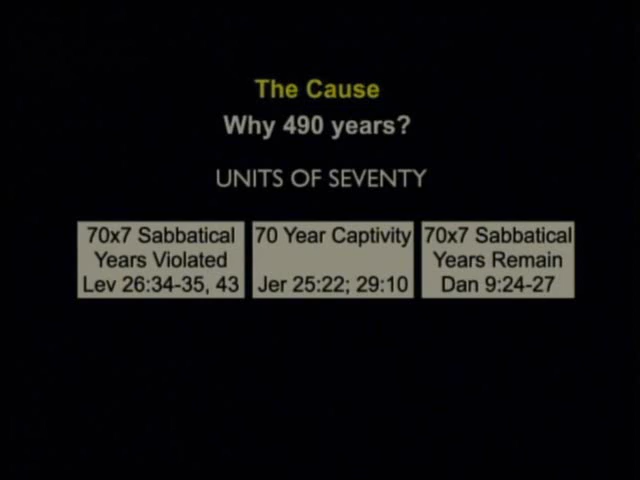 The Cause
Why 490 years?
UNITS OF SEVENTY
70x7 Sabbatical
Years Violated
Lev 26:34-35, 43
70 Year Captivity
Jer 25:22; 29:10
70x7 Sabbatical
Years Remain
Dan 9:24-27